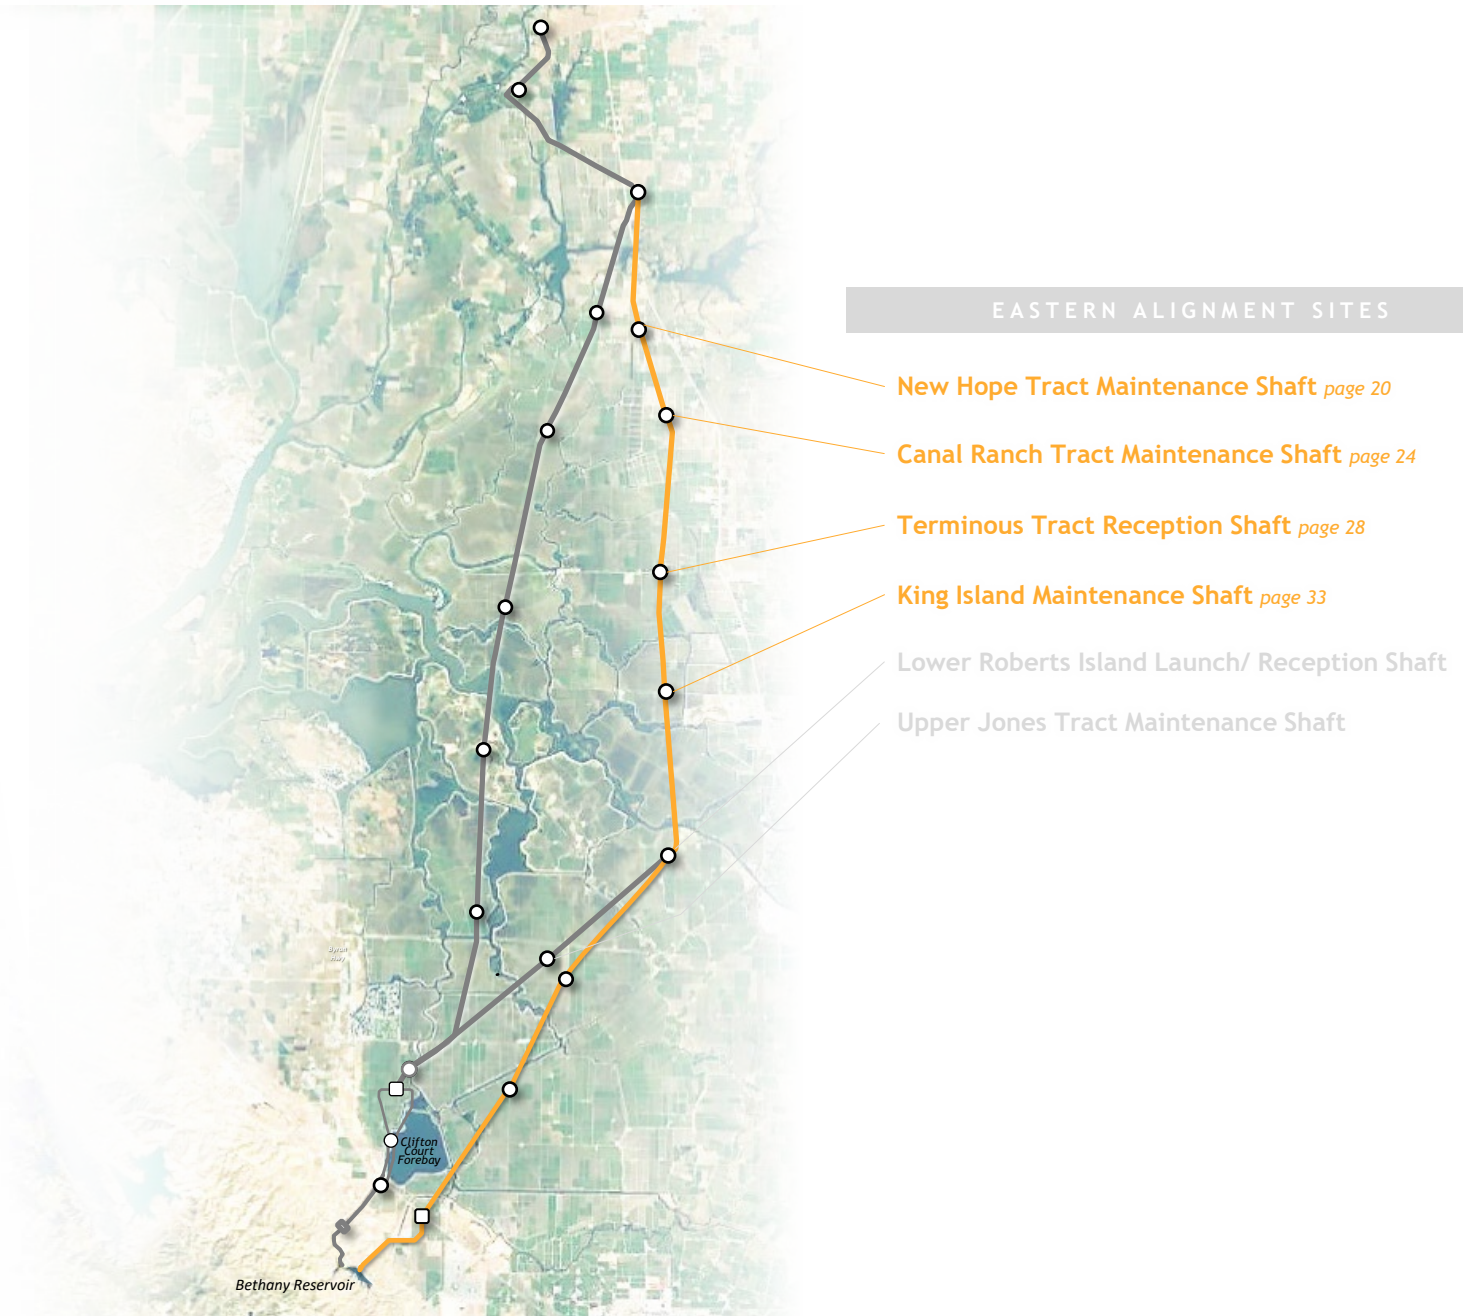 EASTERN ALIGNMENT SITES
New Hope Tract Maintenance Shaft page 20
Canal Ranch Tract Maintenance Shaft page 24
Terminous Tract Reception Shaft page 28
King Island Maintenance Shaft page 33
Lower Roberts Island Launch/ Reception Shaft
Upper Jones Tract Maintenance Shaft
Byron
Hwy
Clifton
Court
Forebay
Bethany Reservoir